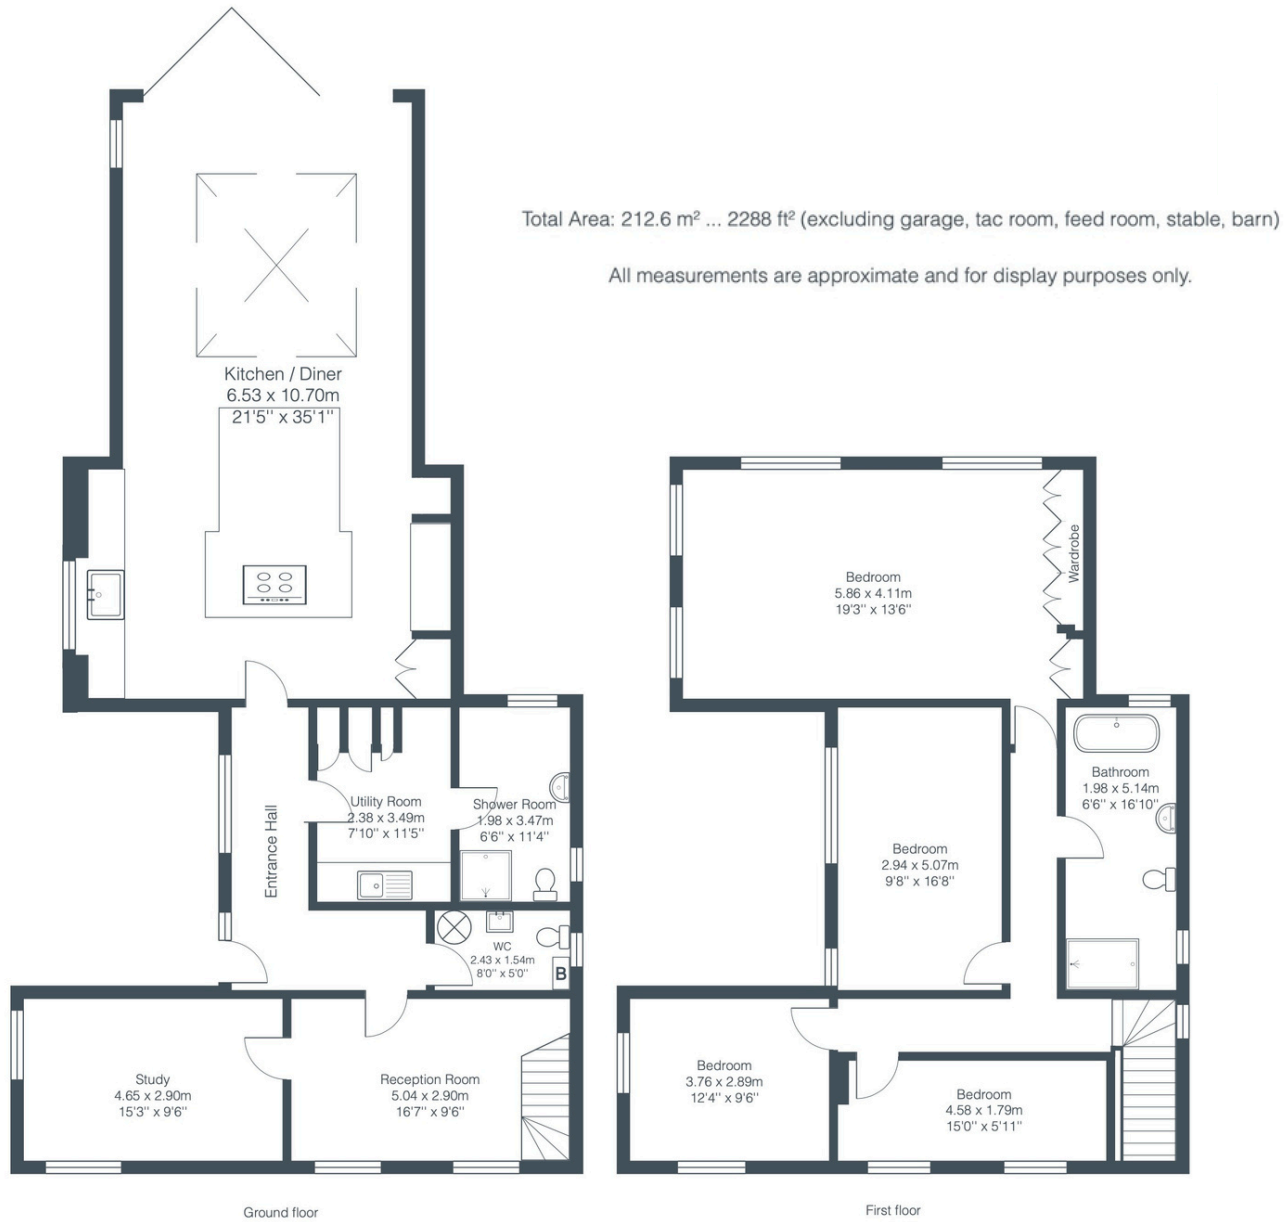 Total Area: 212.6 m² ... 2288 ft² (excluding garage, tac room, feed room, stable, barn)
All measurements are approximate and for display purposes only.
Kitchen / Diner
6.53 x 10.70m
21'5'' x 35'1''
Utility Room
2.38 x 3.49m
7'10'' x 11'5''
Shower Room
1.98 x 3.47m
6'6'' x 11'4''
Entrance Hall
WC
2.43 x 1.54m
8'0'' x 5'0''
B
Study
4.65 x 2.90m
15'3'' x 9'6''
Reception Room
5.04 x 2.90m
16'7'' x 9'6''
Ground floor
Bedroom
5.86 x 4.11m
19'3'' x 13'6''
Wardrobe
Bathroom
1.98 x 5.14m
6'6'' x 16'10''
Bedroom
2.94 x 5.07m
9'8'' x 16'8''
Bedroom
3.76 x 2.89m
12'4'' x 9'6''
Bedroom
4.58 x 1.79m
15'0'' x 5'11''
First floor